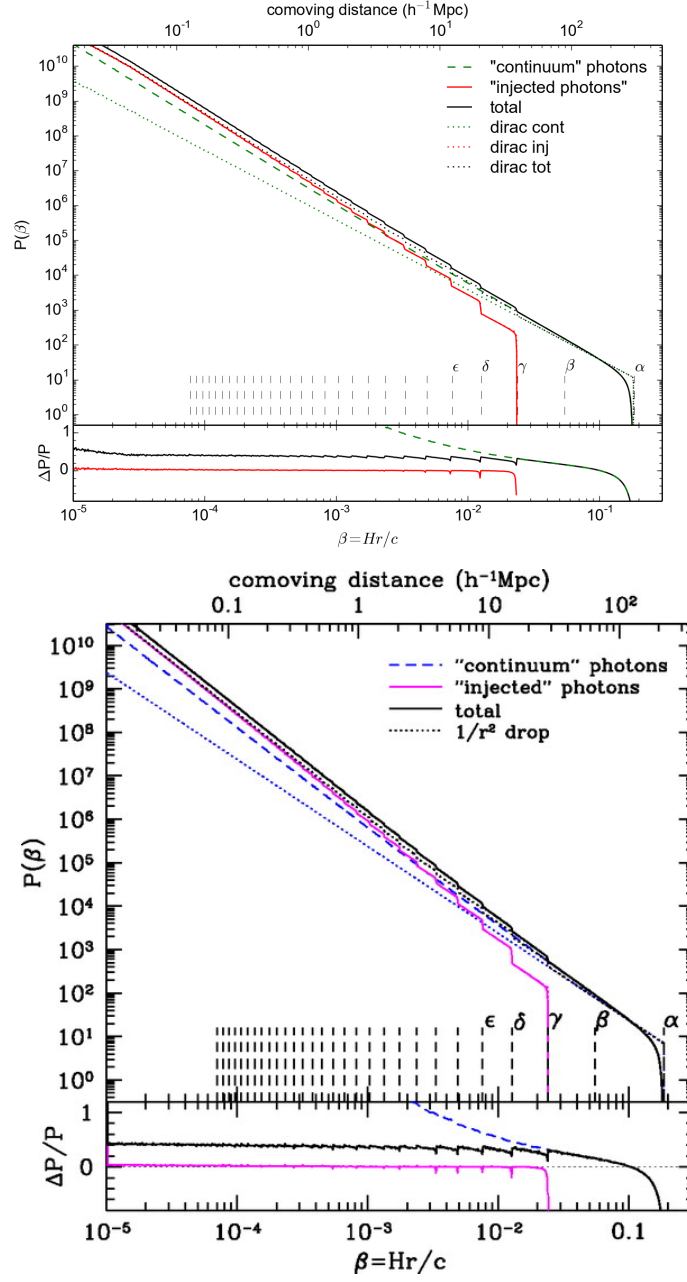 comoving distance (h⁻¹ Mpc)
10⁻¹ 10⁰ 10¹ 10²
10¹⁰
10⁹
10⁸
10⁷
10⁶
10⁵
10⁴
10³
10²
10¹
10⁰
P(β)
"continuum" photons
"injected photons"
total
dirac cont
dirac inj
dirac tot
ϵ δ γ β α
1
0
ΔP/P
10⁻⁵ 10⁻⁴ 10⁻³ 10⁻² 10⁻¹
β=Hr/c
comoving distance (h⁻¹Mpc)
0.1 1 10 10²
10¹⁰
10⁹
10⁸
10⁷
10⁶
10⁵
10⁴
10³
10²
10¹
10⁰
P(β)
"continuum" photons
"injected" photons
total
1/r² drop
ϵ δ γ β α
1
0
ΔP/P
10⁻⁵ 10⁻⁴ 10⁻³ 10⁻² 0.1
β=Hr/c